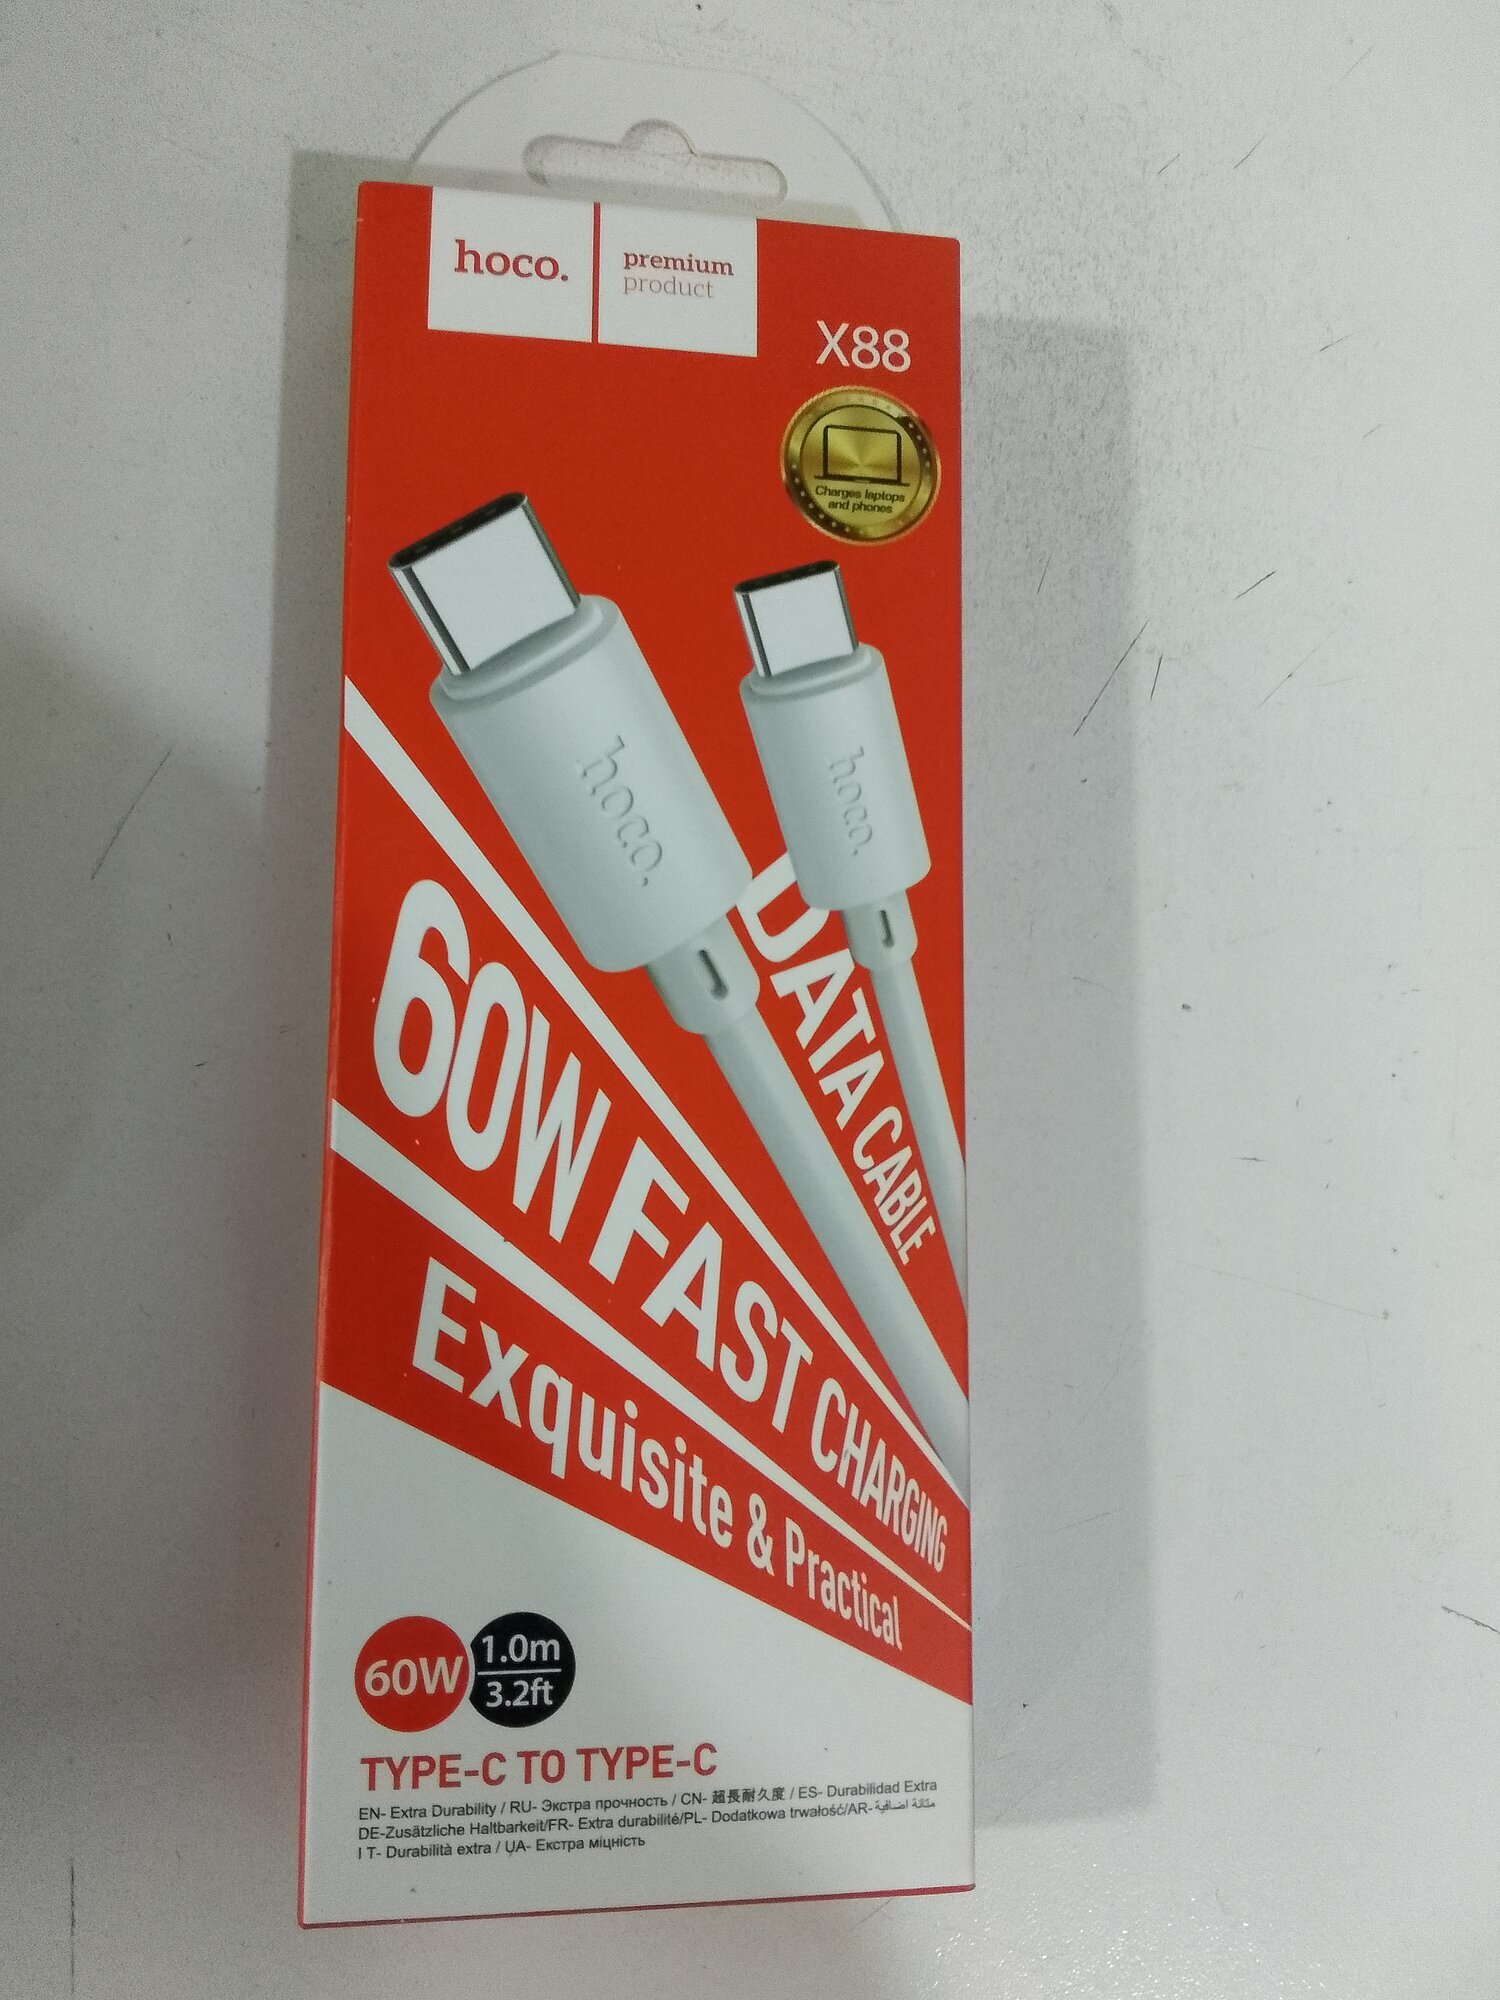 hoco.
premium
product
X88
Charges laptops
and phones
hoco.
hoco.
DATA CABLE
60W FAST CHARGING
Exquisite & Practical
60W
1.0m
3.2ft
TYPE-C TO TYPE-C
EN- Extra Durability / RU- Экстра прочность / CN- 超長耐久度 / ES- Durabilidad Extra
DE-Zusätzliche Haltbarkeit/FR- Extra durabilité/PL- Dodatkowa trwałość/AR- متانة اضافية
I T- Durabilità extra / UA- Екстра міцність